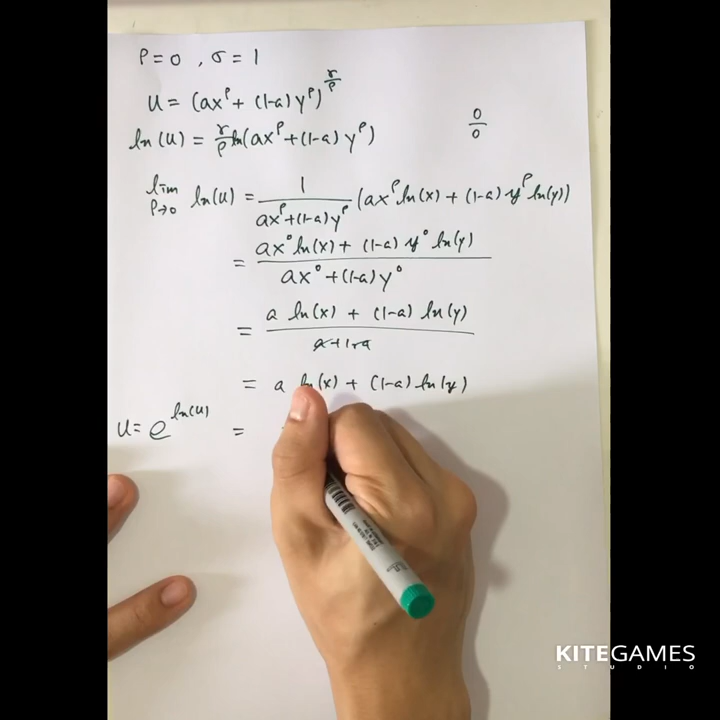 ρ = 0 , σ = 1
u = (ax^ρ + (1-a) y^ρ)^(r/ρ)
ln(u) = r/ρ ln(ax^ρ + (1-a) y^ρ)
0/0
lim ρ→0 ln(u) = 1/(ax^ρ + (1-a) y^ρ) (ax^ρ ln(x) + (1-a) y^ρ ln(y))
= (ax^0 ln(x) + (1-a) y^0 ln(y)) / (ax^0 + (1-a) y^0)
= (a ln(x) + (1-a) ln(y)) / (a+1-a)
= a ln(x) + (1-a) ln(y)
u = e^ln(u) =
KITEGAMES
STUDIO